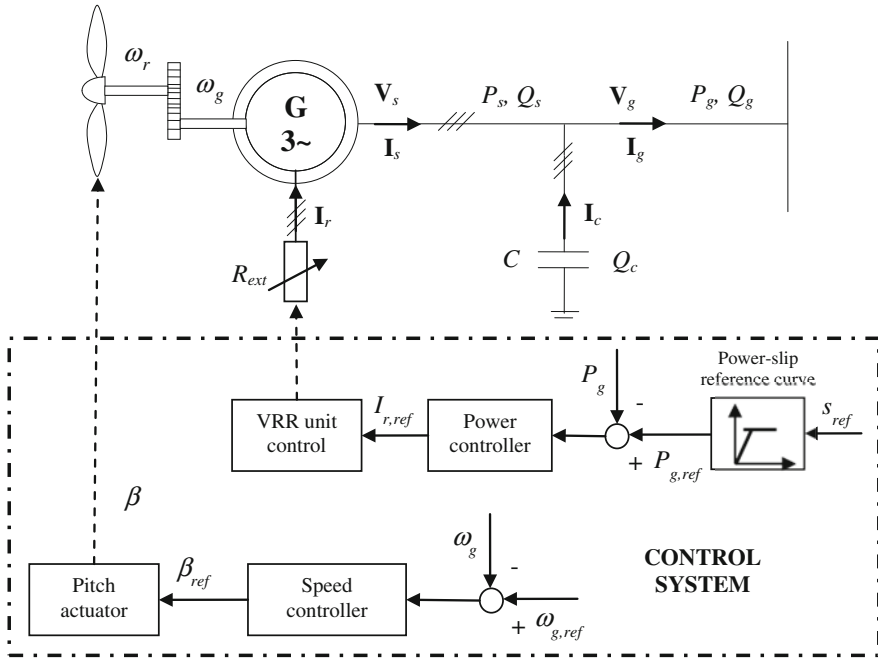 ω_r
ω_g
G
3~
V_s
I_s
P_s, Q_s
V_g
I_g
P_g, Q_g
I_r
I_c
R_ext
C
Q_c
Power-slip
reference curve
P_g
-
s_ref
VRR unit
control
I_r,ref
Power
controller
+
P_g,ref
β
ω_g
-
CONTROL
SYSTEM
Pitch
actuator
β_ref
Speed
controller
+
ω_g,ref